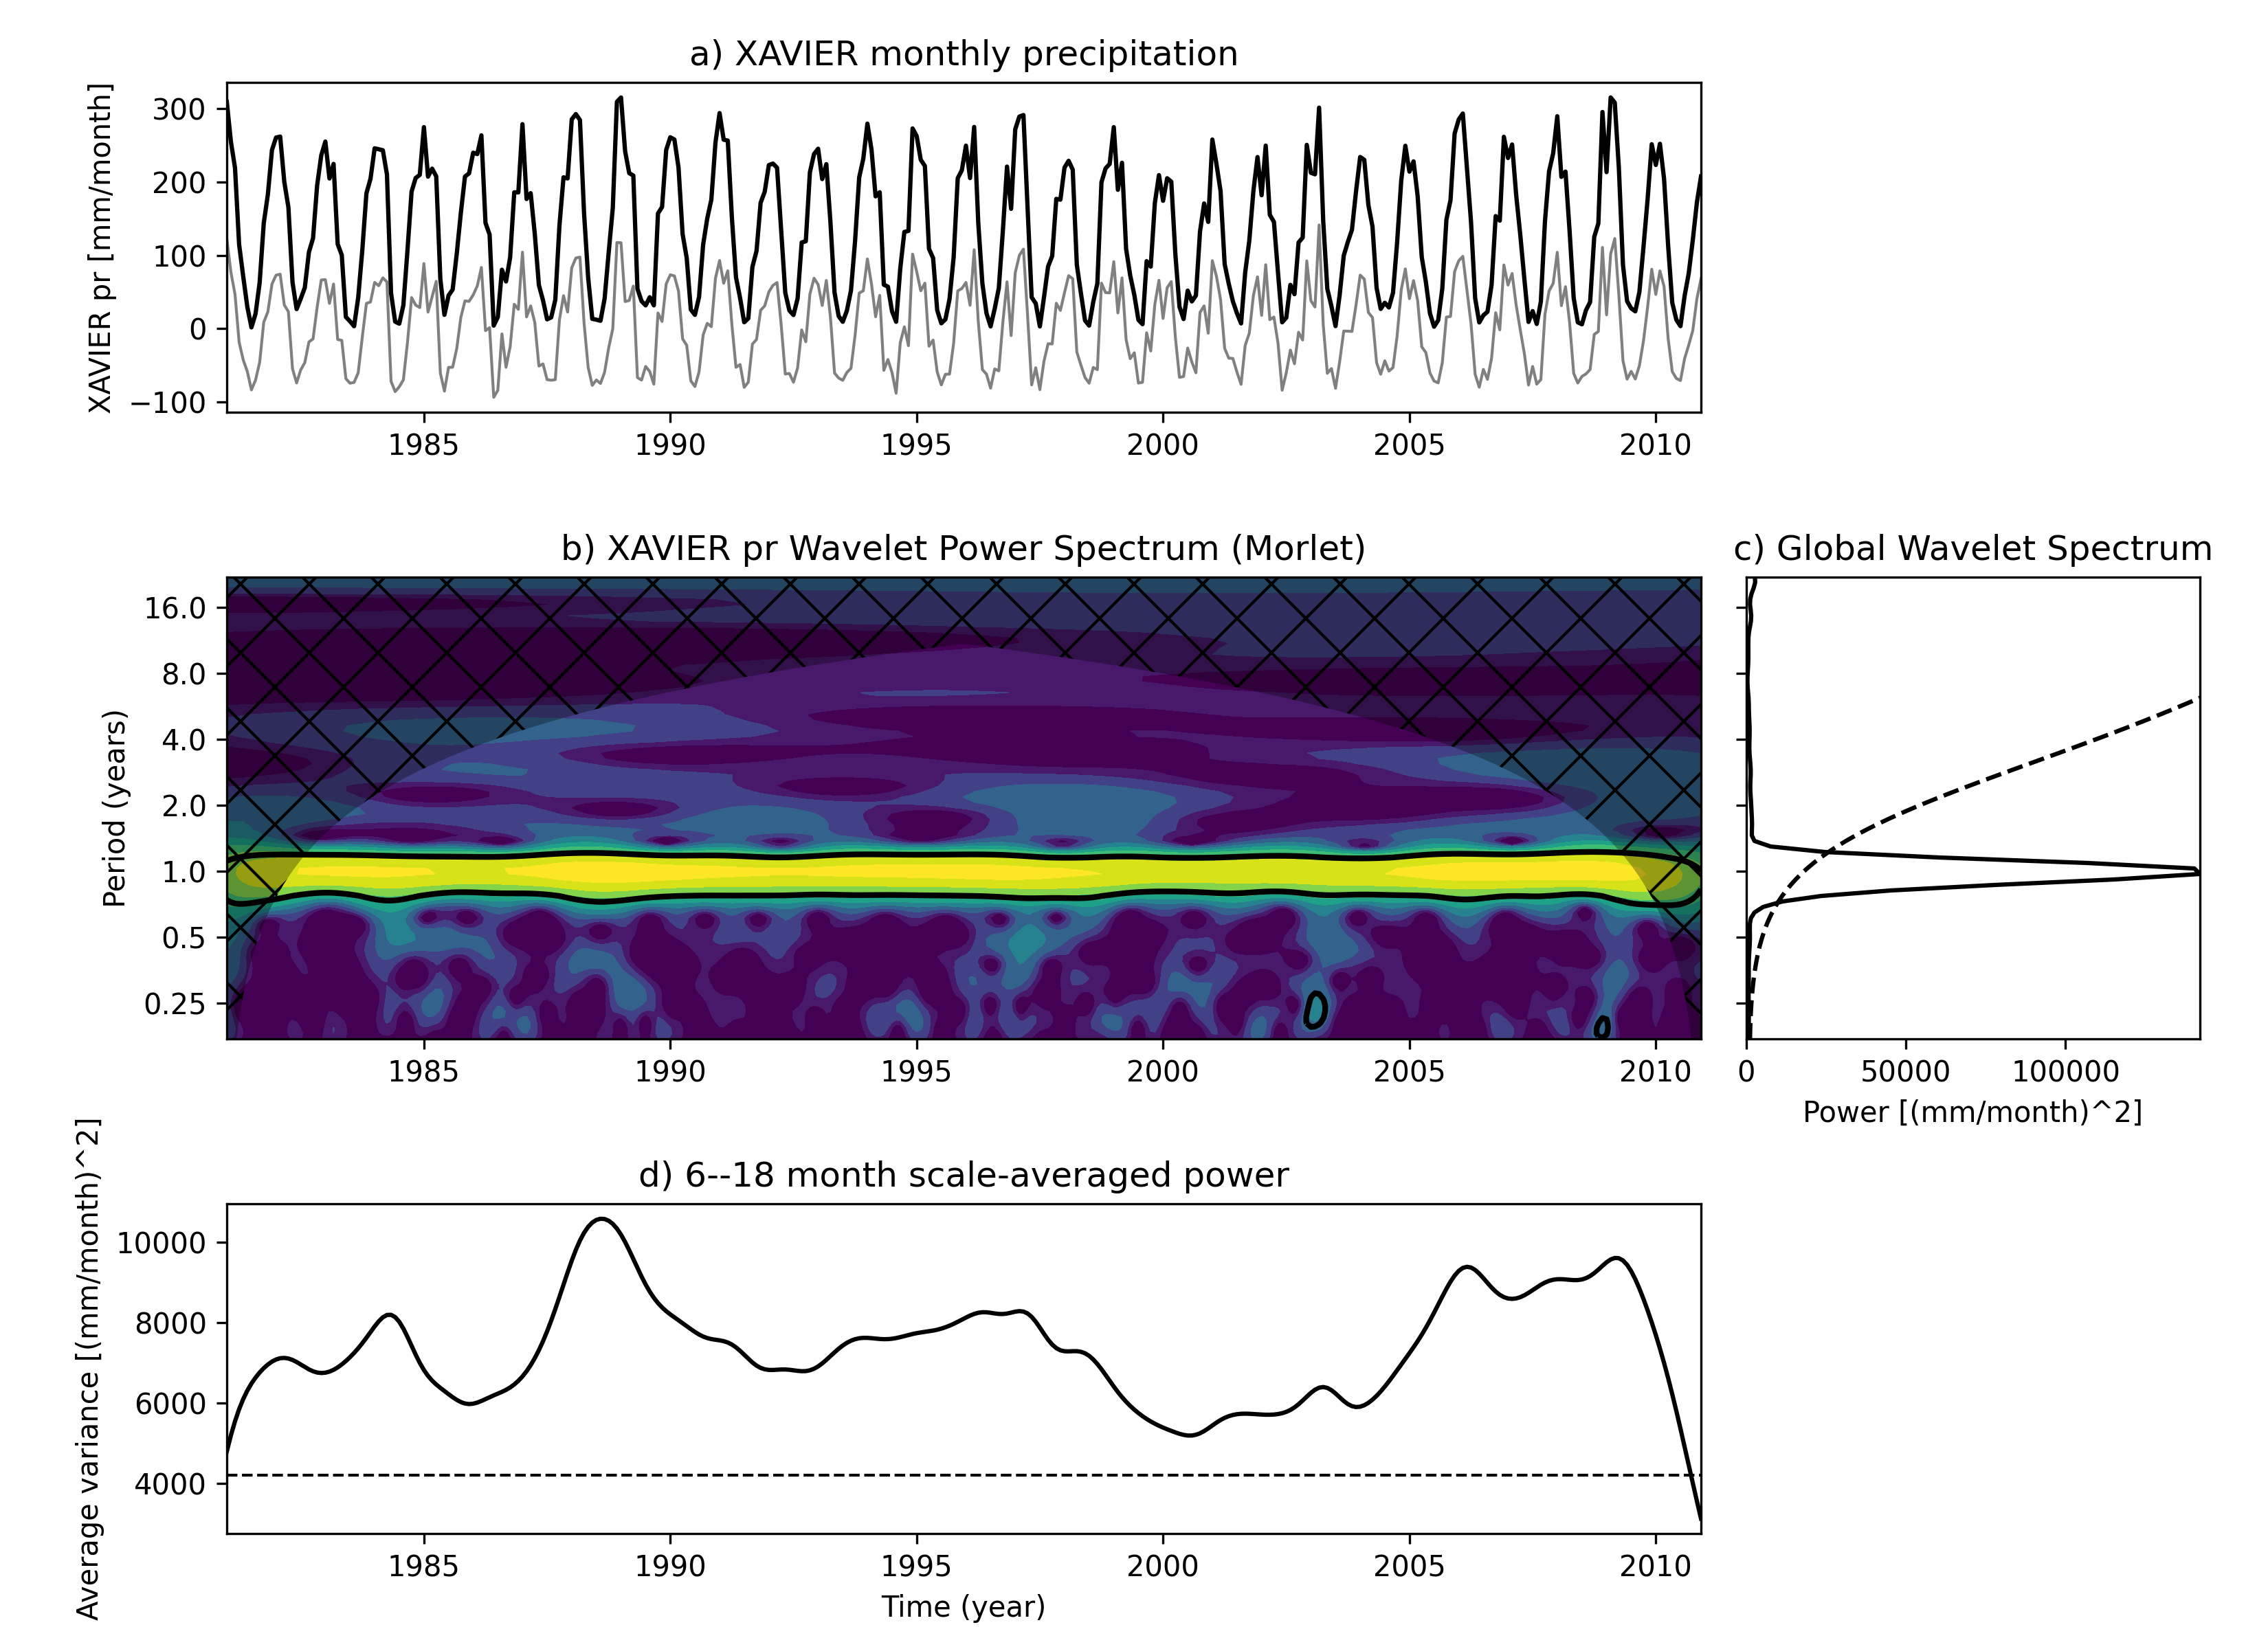 a) XAVIER monthly precipitation
XAVIER pr [mm/month]
300
200
100
0
−100
1985 1990 1995 2000 2005 2010
b) XAVIER pr Wavelet Power Spectrum (Morlet)
Period (years)
16.0
8.0
4.0
2.0
1.0
0.5
0.25
1985 1990 1995 2000 2005 2010
c) Global Wavelet Spectrum
0 50000 100000
Power [(mm/month)^2]
d) 6--18 month scale-averaged power
Average variance [(mm/month)^2]
10000
8000
6000
4000
1985 1990 1995 2000 2005 2010
Time (year)